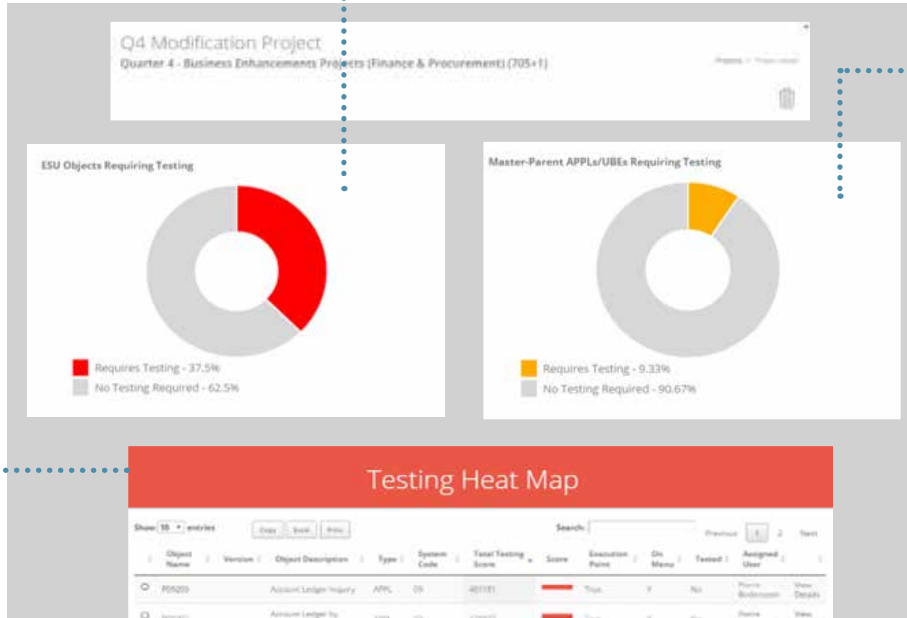 Q4 Modification Project
Quarter 4 - Business Enhancements Projects (Finance & Procurement) (705+1)
ESU Objects Requiring Testing
Requires Testing - 37.5%
No Testing Required - 62.5%
Master-Parent APPLs/UBEs Requiring Testing
Requires Testing - 9.33%
No Testing Required - 90.67%
Testing Heat Map
Show 10 entries
Copy Excel Print
Search:
Previous 1 2 Next
Object Name Version Object Description Type System Code Total Testing Score Score Execution Point On Menu Tested Assigned User
Account Ledger Inquiry APPL 09 True Y No View Details
Account Ledger by View